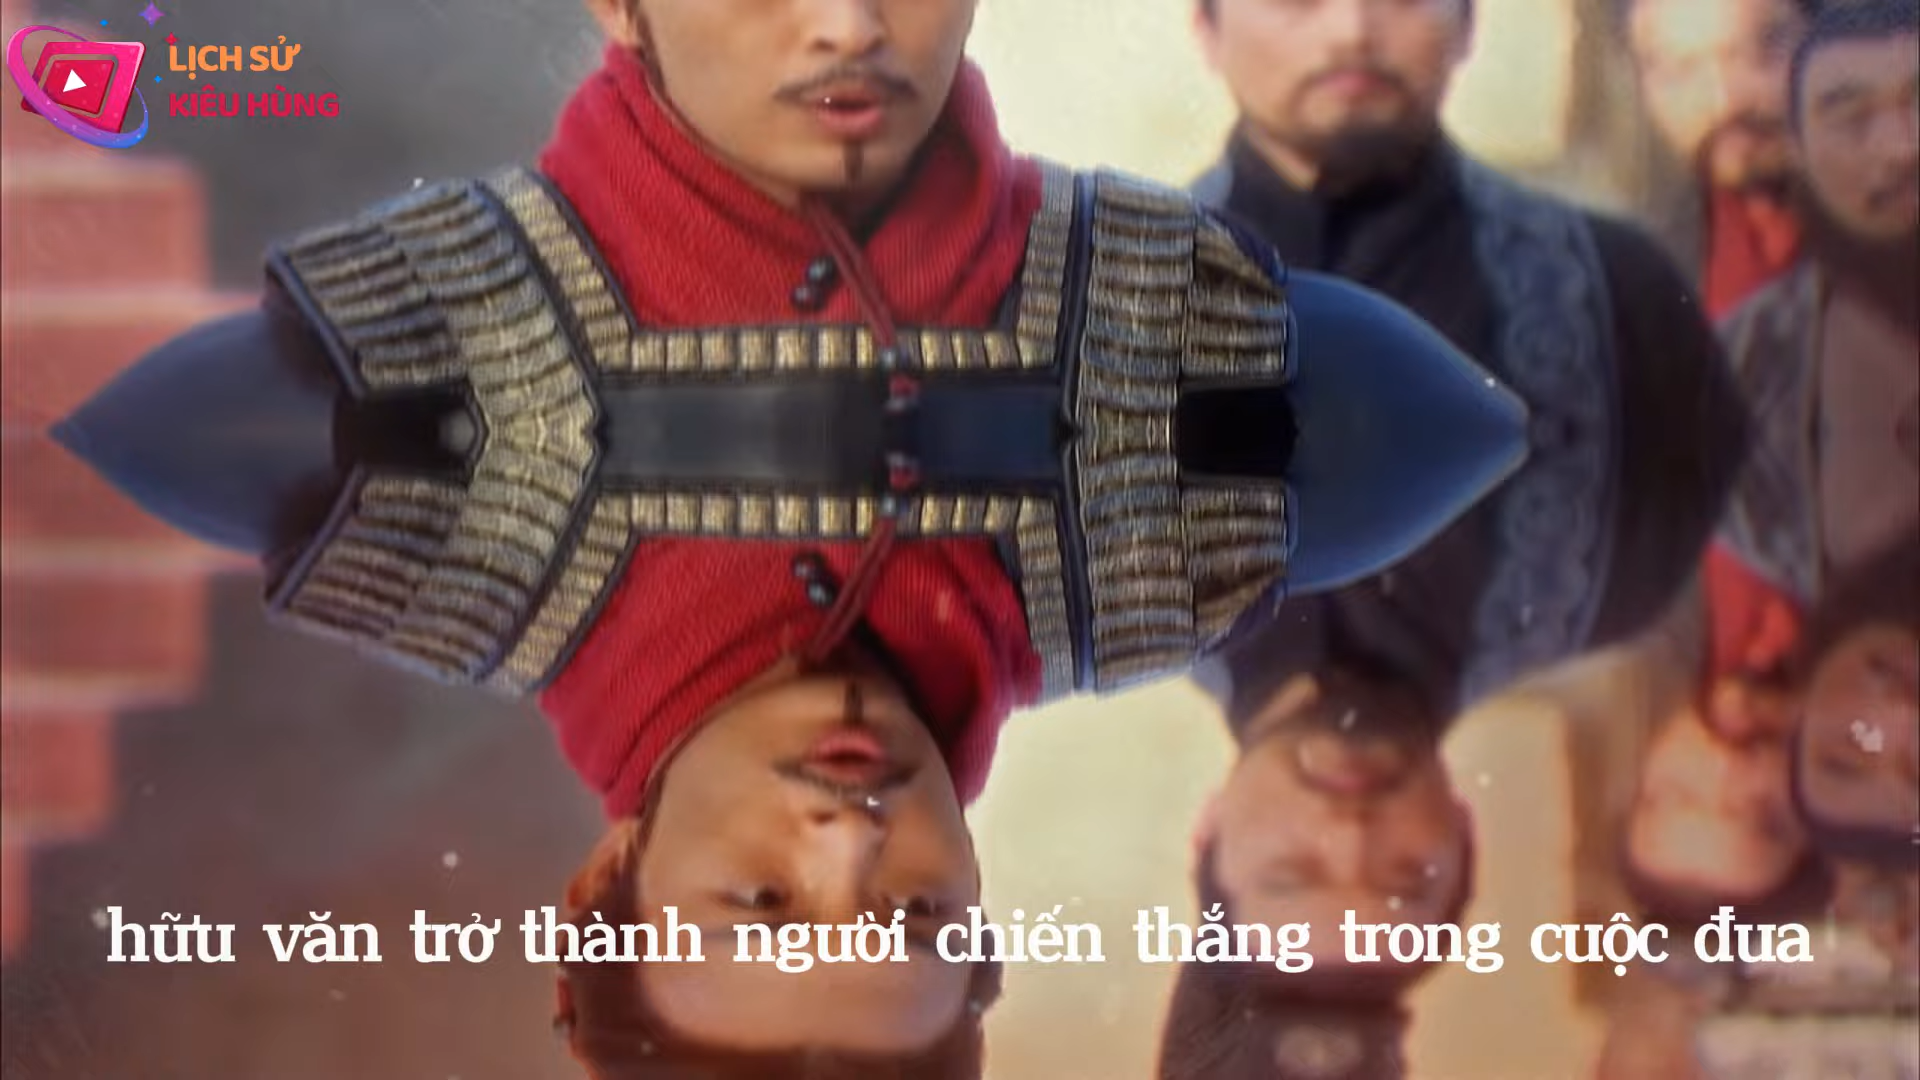 LỊCH SỬ
KIÊU HÙNG
hữu văn trở thành người chiến thắng trong cuộc đua